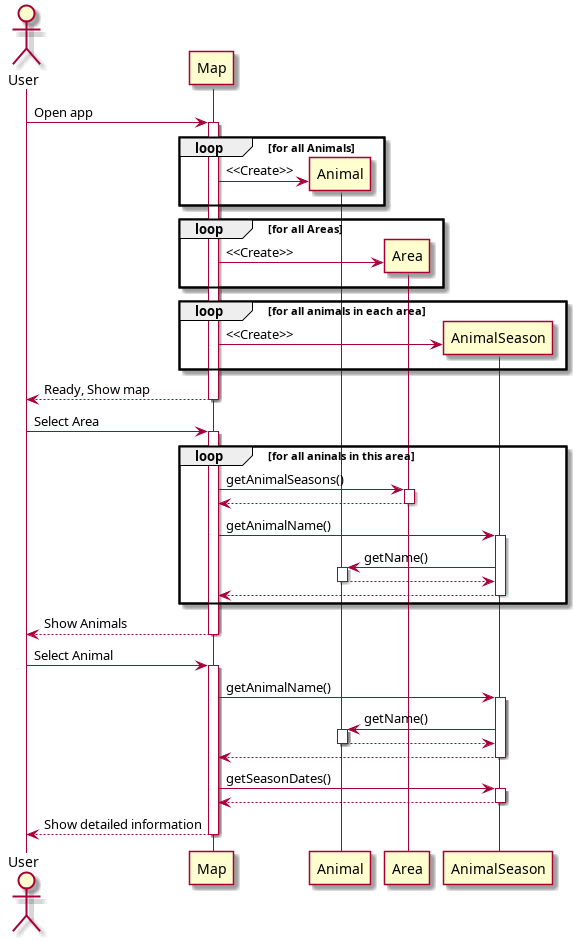 User
Map
Open app
loop [for all Animals]
<<Create>>
Animal
loop [for all Areas]
<<Create>>
Area
loop [for all animals in each area]
<<Create>>
AnimalSeason
Ready, Show map
Select Area
loop [for all aninals in this area]
getAnimalSeasons()
getAnimalName()
getName()
Show Animals
Select Animal
getAnimalName()
getName()
getSeasonDates()
Show detailed information
User
Map
Animal
Area
AnimalSeason